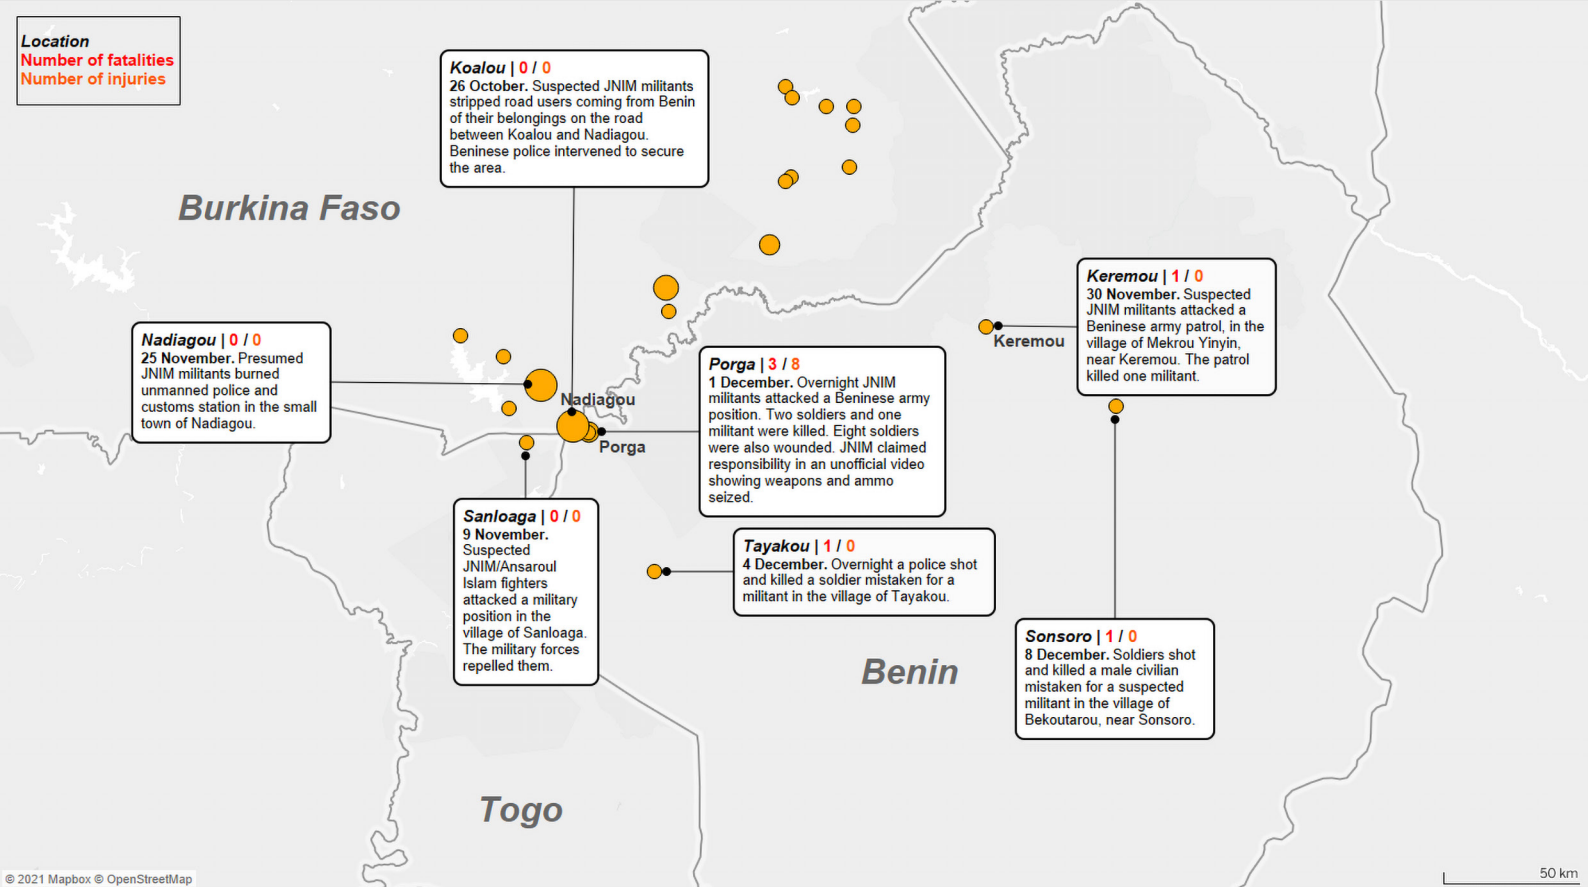 Location
Number of fatalities
Number of injuries
Koalou | 0 / 0
26 October. Suspected JNIM militants
stripped road users coming from Benin
of their belongings on the road
between Koalou and Nadiagou.
Beninese police intervened to secure
the area.
Burkina Faso
Keremou | 1 / 0
30 November. Suspected
JNIM militants attacked a
Beninese army patrol, in the
village of Mekrou Yinyin,
near Keremou. The patrol
killed one militant.
Keremou
Nadiagou | 0 / 0
25 November. Presumed
JNIM militants burned
unmanned police and
customs station in the small
town of Nadiagou.
Nadiagou
Porga
Porga | 3 / 8
1 December. Overnight JNIM
militants attacked a Beninese army
position. Two soldiers and one
militant were killed. Eight soldiers
were also wounded. JNIM claimed
responsibility in an unofficial video
showing weapons and ammo
seized.
Sanloaga | 0 / 0
9 November.
Suspected
JNIM/Ansaroul
Islam fighters
attacked a military
position in the
village of Sanloaga.
The military forces
repelled them.
Tayakou | 1 / 0
4 December. Overnight a police shot
and killed a soldier mistaken for a
militant in the village of Tayakou.
Sonsoro | 1 / 0
8 December. Soldiers shot
and killed a male civilian
mistaken for a suspected
militant in the village of
Bekoutarou, near Sonsoro.
Benin
Togo
© 2021 Mapbox © OpenStreetMap
50 km